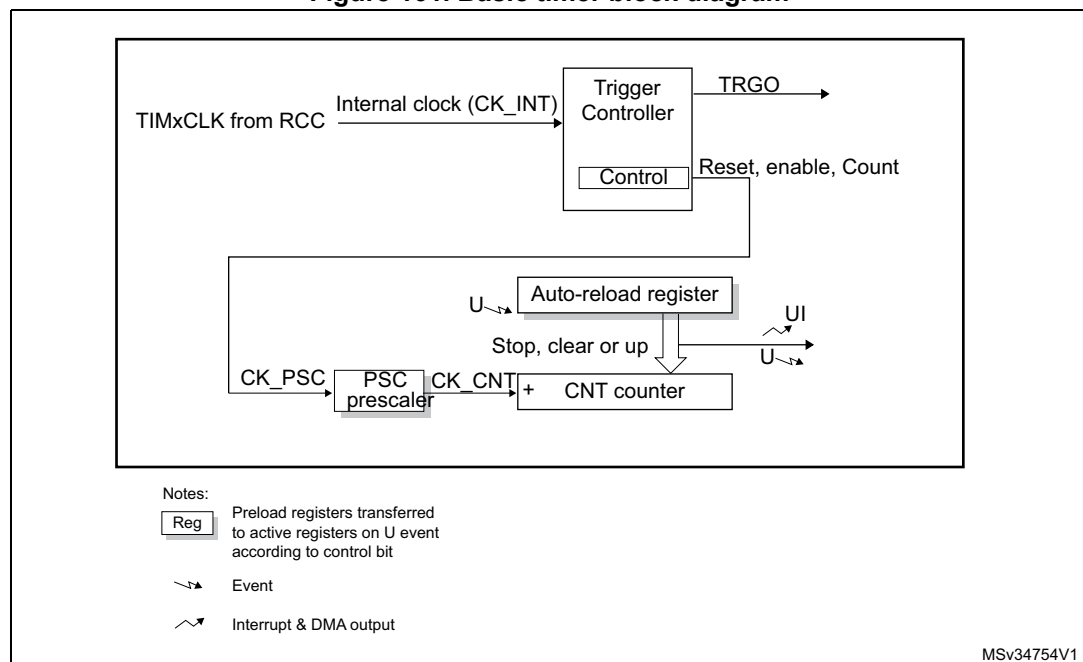 TIMxCLK from RCC
Internal clock (CK_INT)
Trigger
Controller
TRGO
Control
Reset, enable, Count
U
Auto-reload register
UI
Stop, clear or up
U
CK_PSC
PSC
prescaler
CK_CNT
+
CNT counter
Notes:
Reg
Preload registers transferred
to active registers on U event
according to control bit
Event
Interrupt & DMA output
MSv34754V1